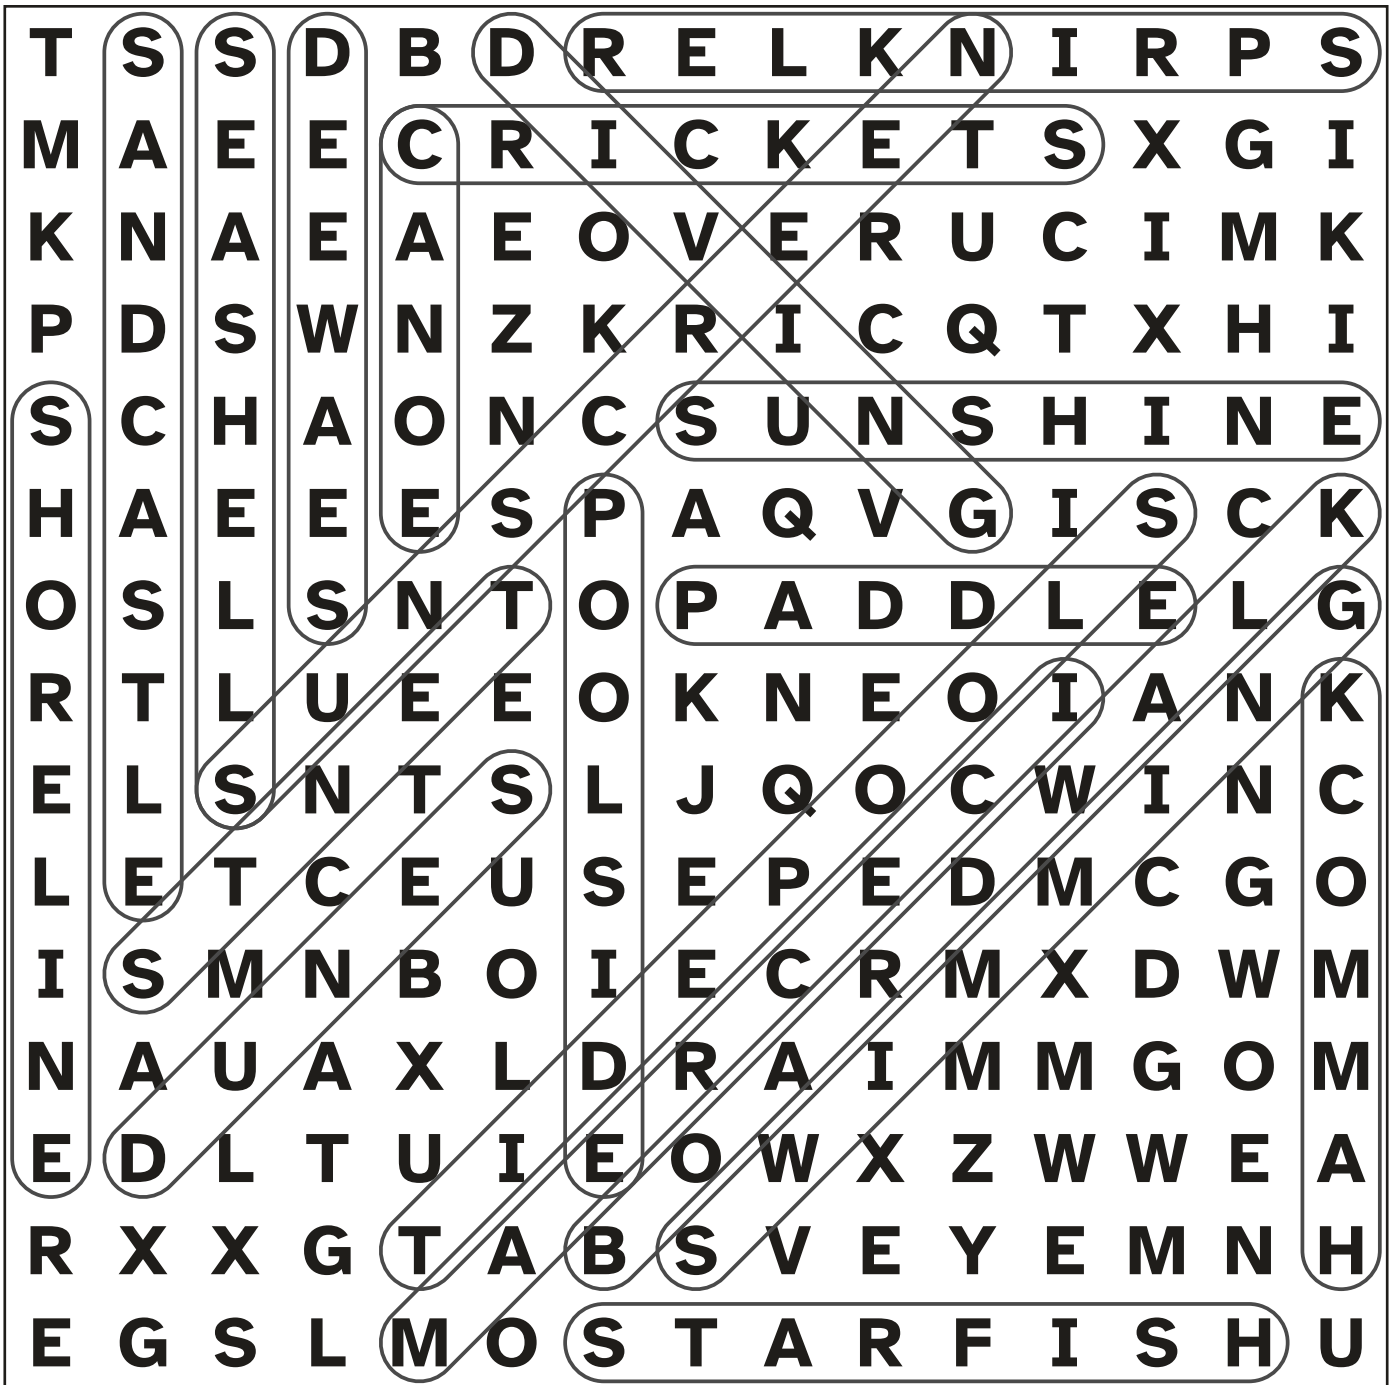 T S S D B D R E L K N I R P S
M A E E C R I C K E T S X G I
K N A E A E O V E R U C I M K
P D S W N Z K R I C Q T X H I
S C H A O N C S U N S H I N E
H A E E E S P A Q V G I S C K
O S L S N T O P A D D L E L G
R T L U E E O K N E O I A N K
E L S N T S L J Q O C W I N C
L E T C E U S E P E D M C G O
I S M N B O I E C R M X D W M
N A U A X L D R A I M M G O M
E D L T U I E O W X Z W W E A
R X X G T A B S V E Y E M N H
E G S L M O S T A R F I S H U